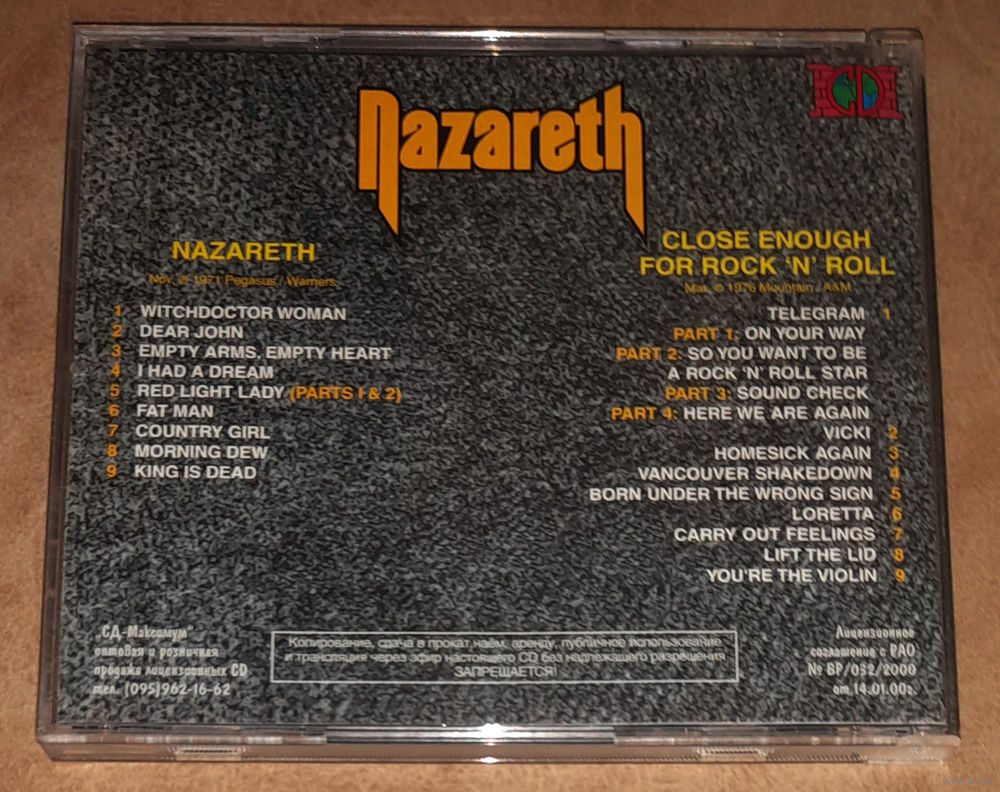 nazareth
CD
NAZARETH
Nov. ℗ 1971 Pegasus / Warners
1 WITCHDOCTOR WOMAN
2 DEAR JOHN
3 EMPTY ARMS, EMPTY HEART
4 I HAD A DREAM
5 RED LIGHT LADY (PARTS I & 2)
6 FAT MAN
7 COUNTRY GIRL
8 MORNING DEW
9 KING IS DEAD
CLOSE ENOUGH
FOR ROCK ‘N’ ROLL
Mar. ℗ 1976 Mountain / A&M
TELEGRAM 1
PART 1: ON YOUR WAY
PART 2: SO YOU WANT TO BE
A ROCK ‘N’ ROLL STAR
PART 3: SOUND CHECK
PART 4: HERE WE ARE AGAIN
VICKI 2
HOMESICK AGAIN 3
VANCOUVER SHAKEDOWN 4
BORN UNDER THE WRONG SIGN 5
LORETTA 6
CARRY OUT FEELINGS 7
LIFT THE LID 8
YOU'RE THE VIOLIN 9
„СД-Максимум"
оптовая и розничная
продажа лицензионных CD
тел. (095)962-16-62
Копирование, сдача в прокат,наём, аренду, публичное использование
и трансляция через эфир настоящего CD без надлежащего разрешения
ЗАПРЕЩАЕТСЯ!
Лицензионное
соглашение с РАО
№ ВР/052/2000
от 14.01.00г.